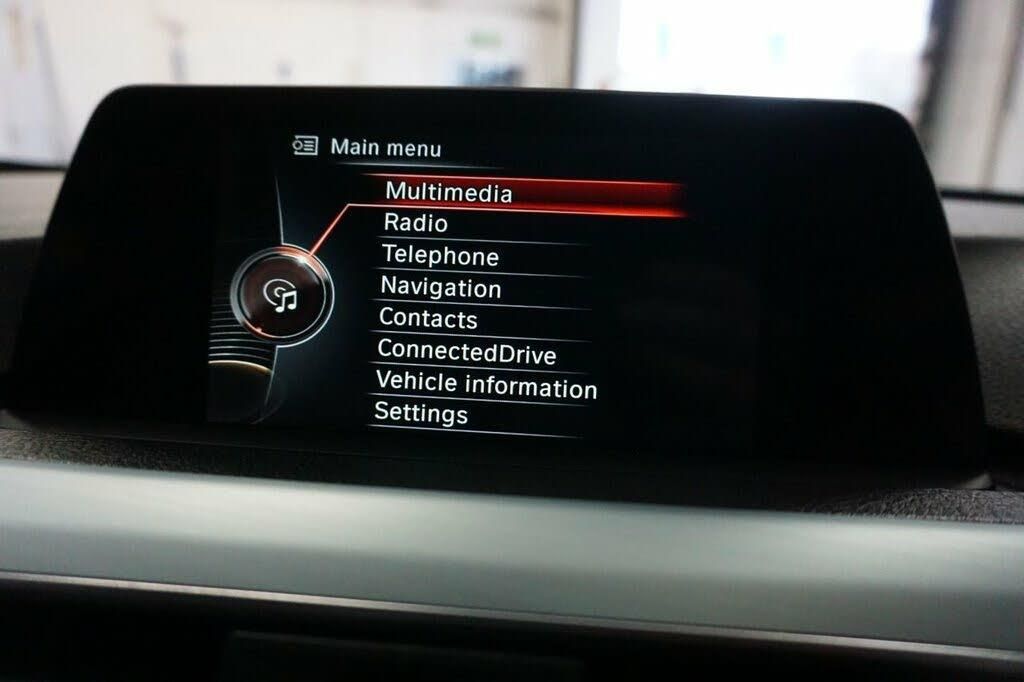 Main menu
Multimedia
Radio
Telephone
Navigation
Contacts
ConnectedDrive
Vehicle information
Settings